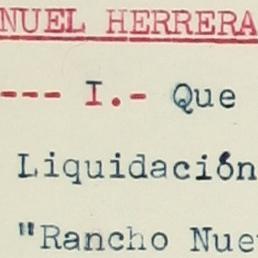 NUEL HERRERA
--- I.- Que
Liquidación
"Rancho Nue